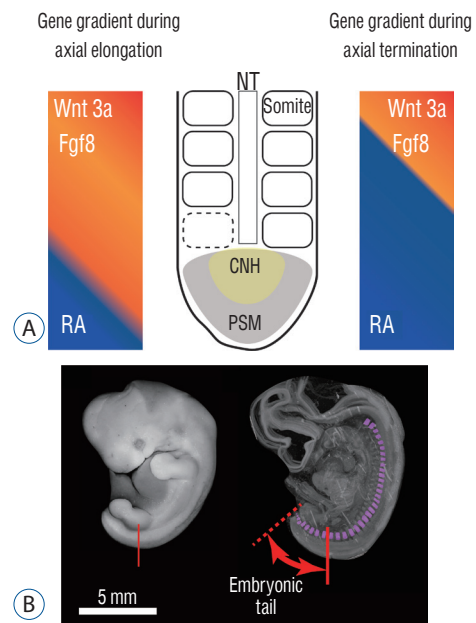 Gene gradient during
axial elongation
Gene gradient during
axial termination
Wnt 3a
Fgf8
RA
NT
Somite
CNH
PSM
Wnt 3a
Fgf8
RA
A
5 mm
Embryonic
tail
B